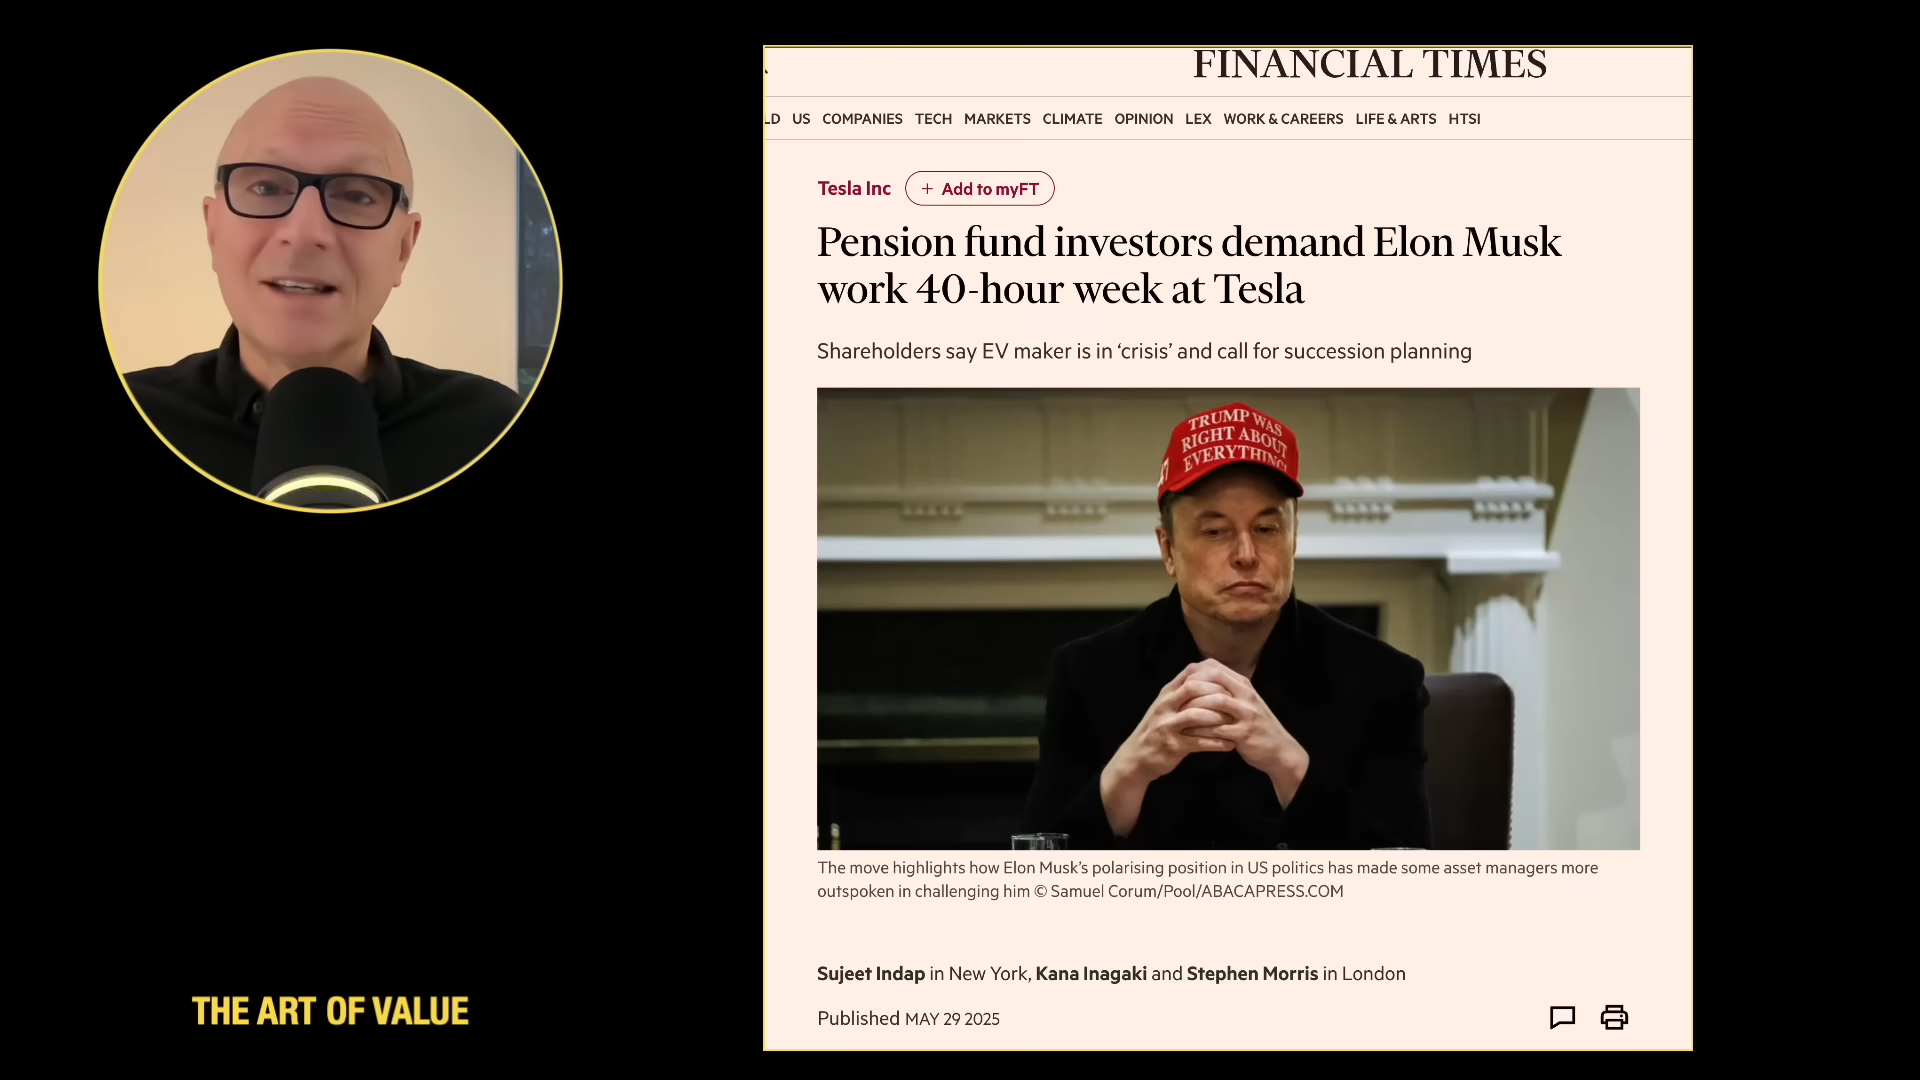 FINANCIAL TIMES
LD US COMPANIES TECH MARKETS CLIMATE OPINION LEX WORK & CAREERS LIFE & ARTS HTSI
Tesla Inc + Add to myFT
Pension fund investors demand Elon Musk
work 40-hour week at Tesla
Shareholders say EV maker is in ‘crisis’ and call for succession planning
TRUMP WAS
RIGHT ABOUT
EVERYTHING!
The move highlights how Elon Musk’s polarising position in US politics has made some asset managers more
outspoken in challenging him © Samuel Corum/Pool/ABACAPRESS.COM
Sujeet Indap in New York, Kana Inagaki and Stephen Morris in London
Published MAY 29 2025
THE ART OF VALUE